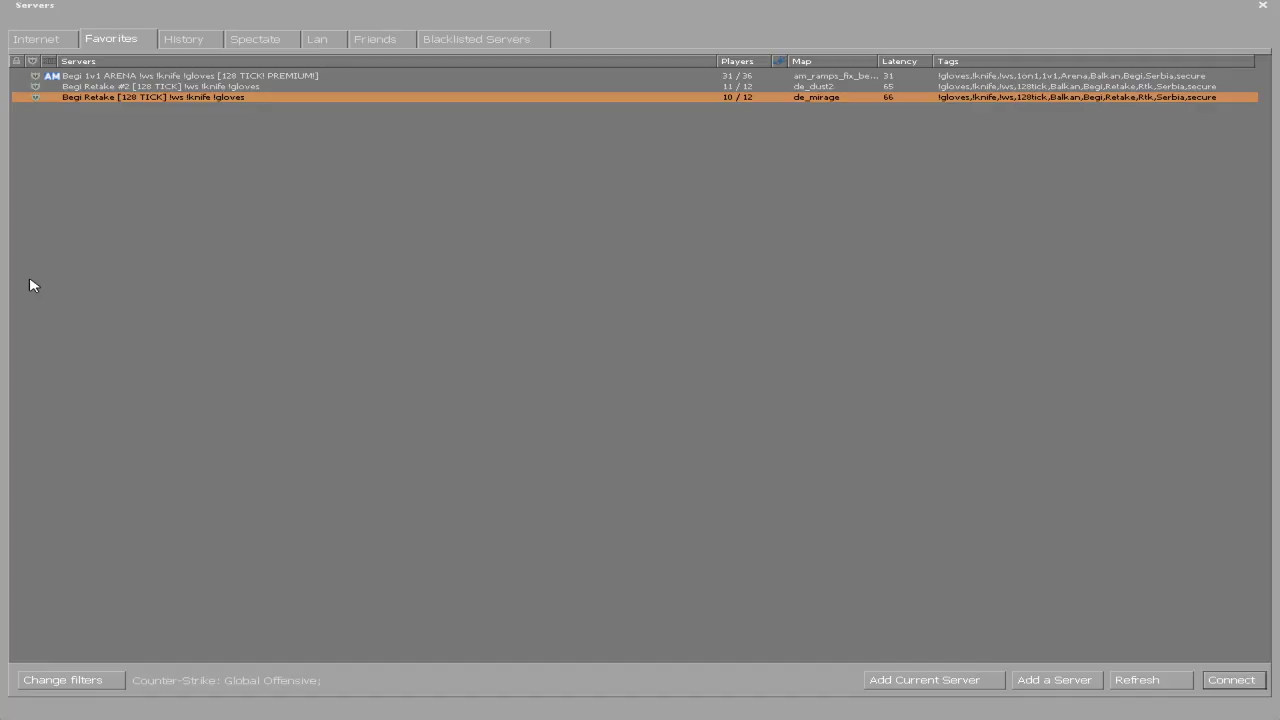 Servers
Internet Favorites History Spectate Lan Friends Blacklisted Servers
Servers Players Map Latency Tags
AM Begi 1v1 ARENA !ws !knife !gloves [128 TICK! PREMIUM!] 31 / 36 am_ramps_fix_be... 31 !gloves,!knife,!ws,1on1,1v1,Arena,Balkan,Begi,Serbia,secure
Begi Retake #2 [128 TICK] !ws !knife !gloves 11 / 12 de_dust2 65 !gloves,!knife,!ws,128tick,Balkan,Begi,Retake,Rtk,Serbia,secure
Begi Retake [128 TICK] !ws !knife !gloves 10 / 12 de_mirage 66 !gloves,!knife,!ws,128tick,Balkan,Begi,Retake,Rtk,Serbia,secure
Change filters Counter-Strike: Global Offensive; Add Current Server Add a Server Refresh Connect